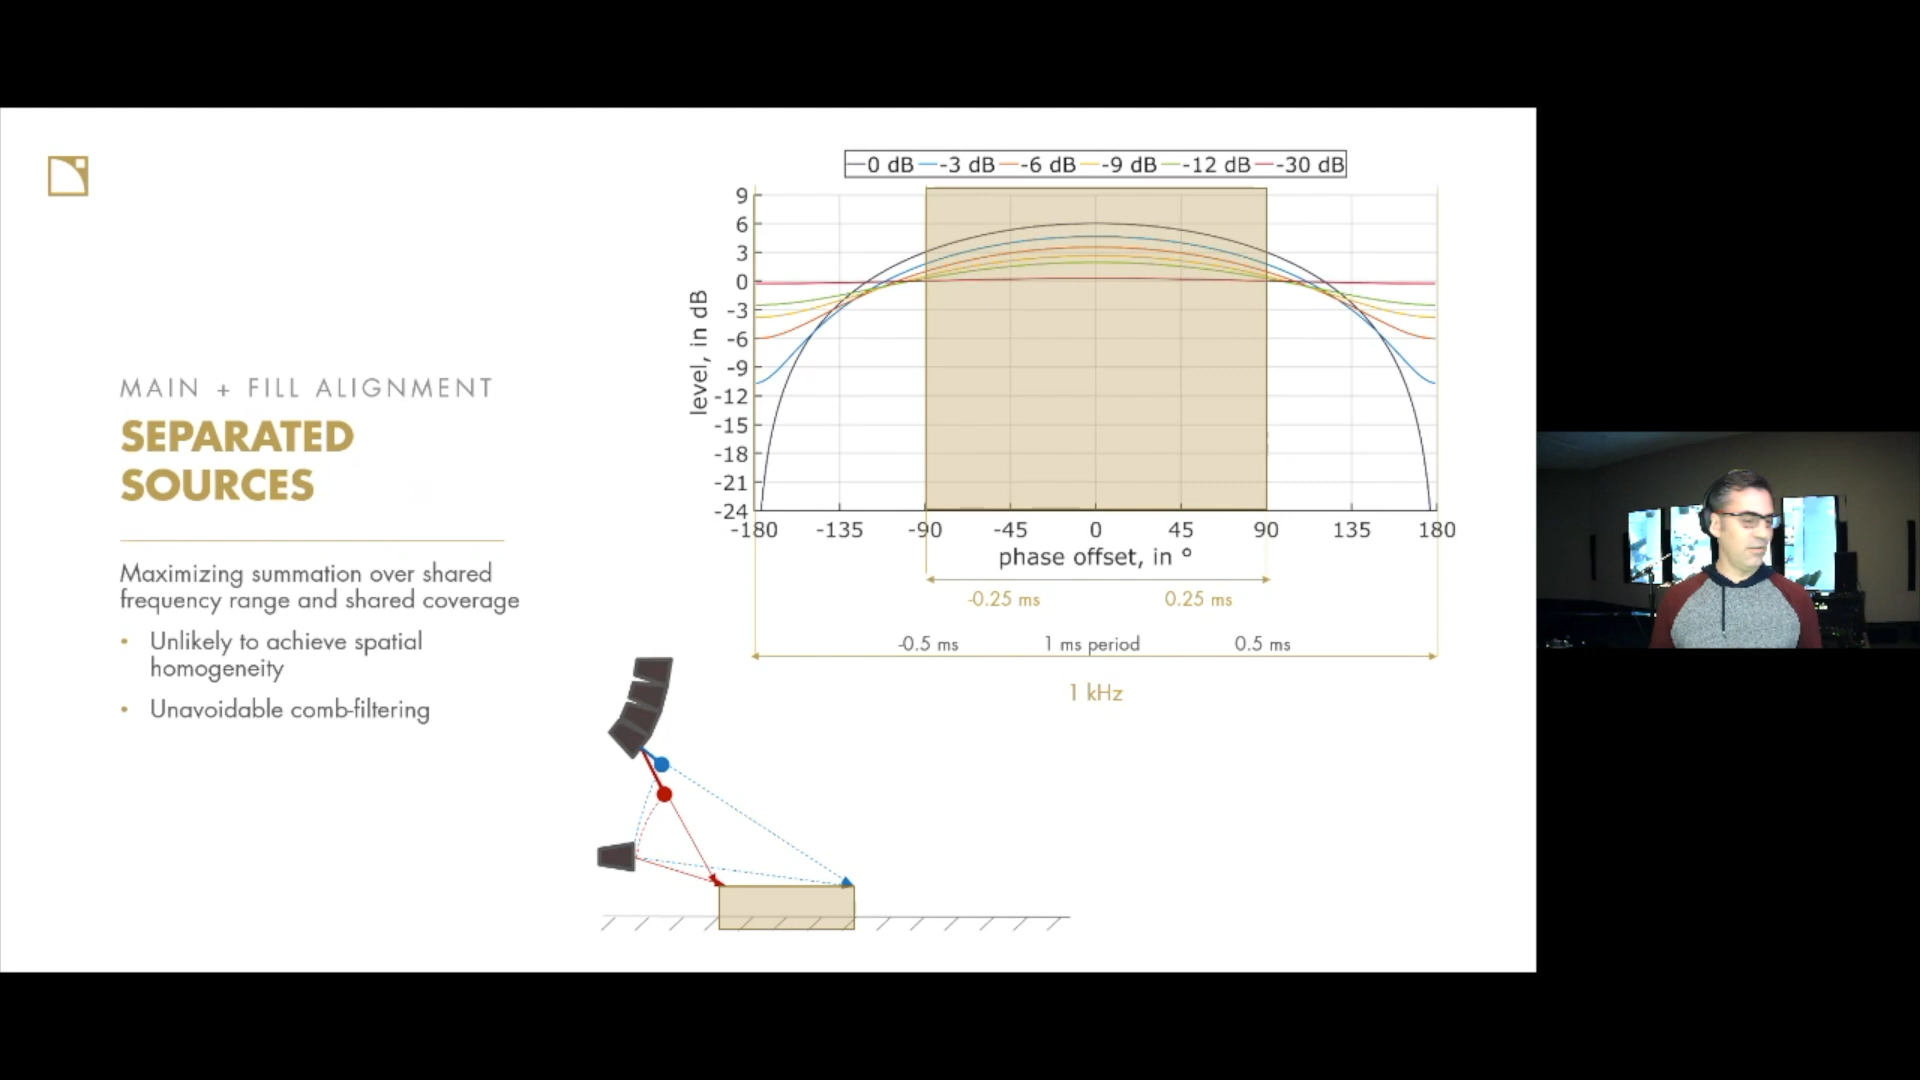 MAIN + FILL ALIGNMENT
SEPARATED
SOURCES
Maximizing summation over shared
frequency range and shared coverage
• Unlikely to achieve spatial
homogeneity
• Unavoidable comb-filtering
0 dB -3 dB -6 dB -9 dB -12 dB -30 dB
level, in dB
9
6
3
0
-3
-6
-9
-12
-15
-18
-21
-24
-180 -135 -90 -45 0 45 90 135 180
phase offset, in °
-0.25 ms 0.25 ms
-0.5 ms 1 ms period 0.5 ms
1 kHz